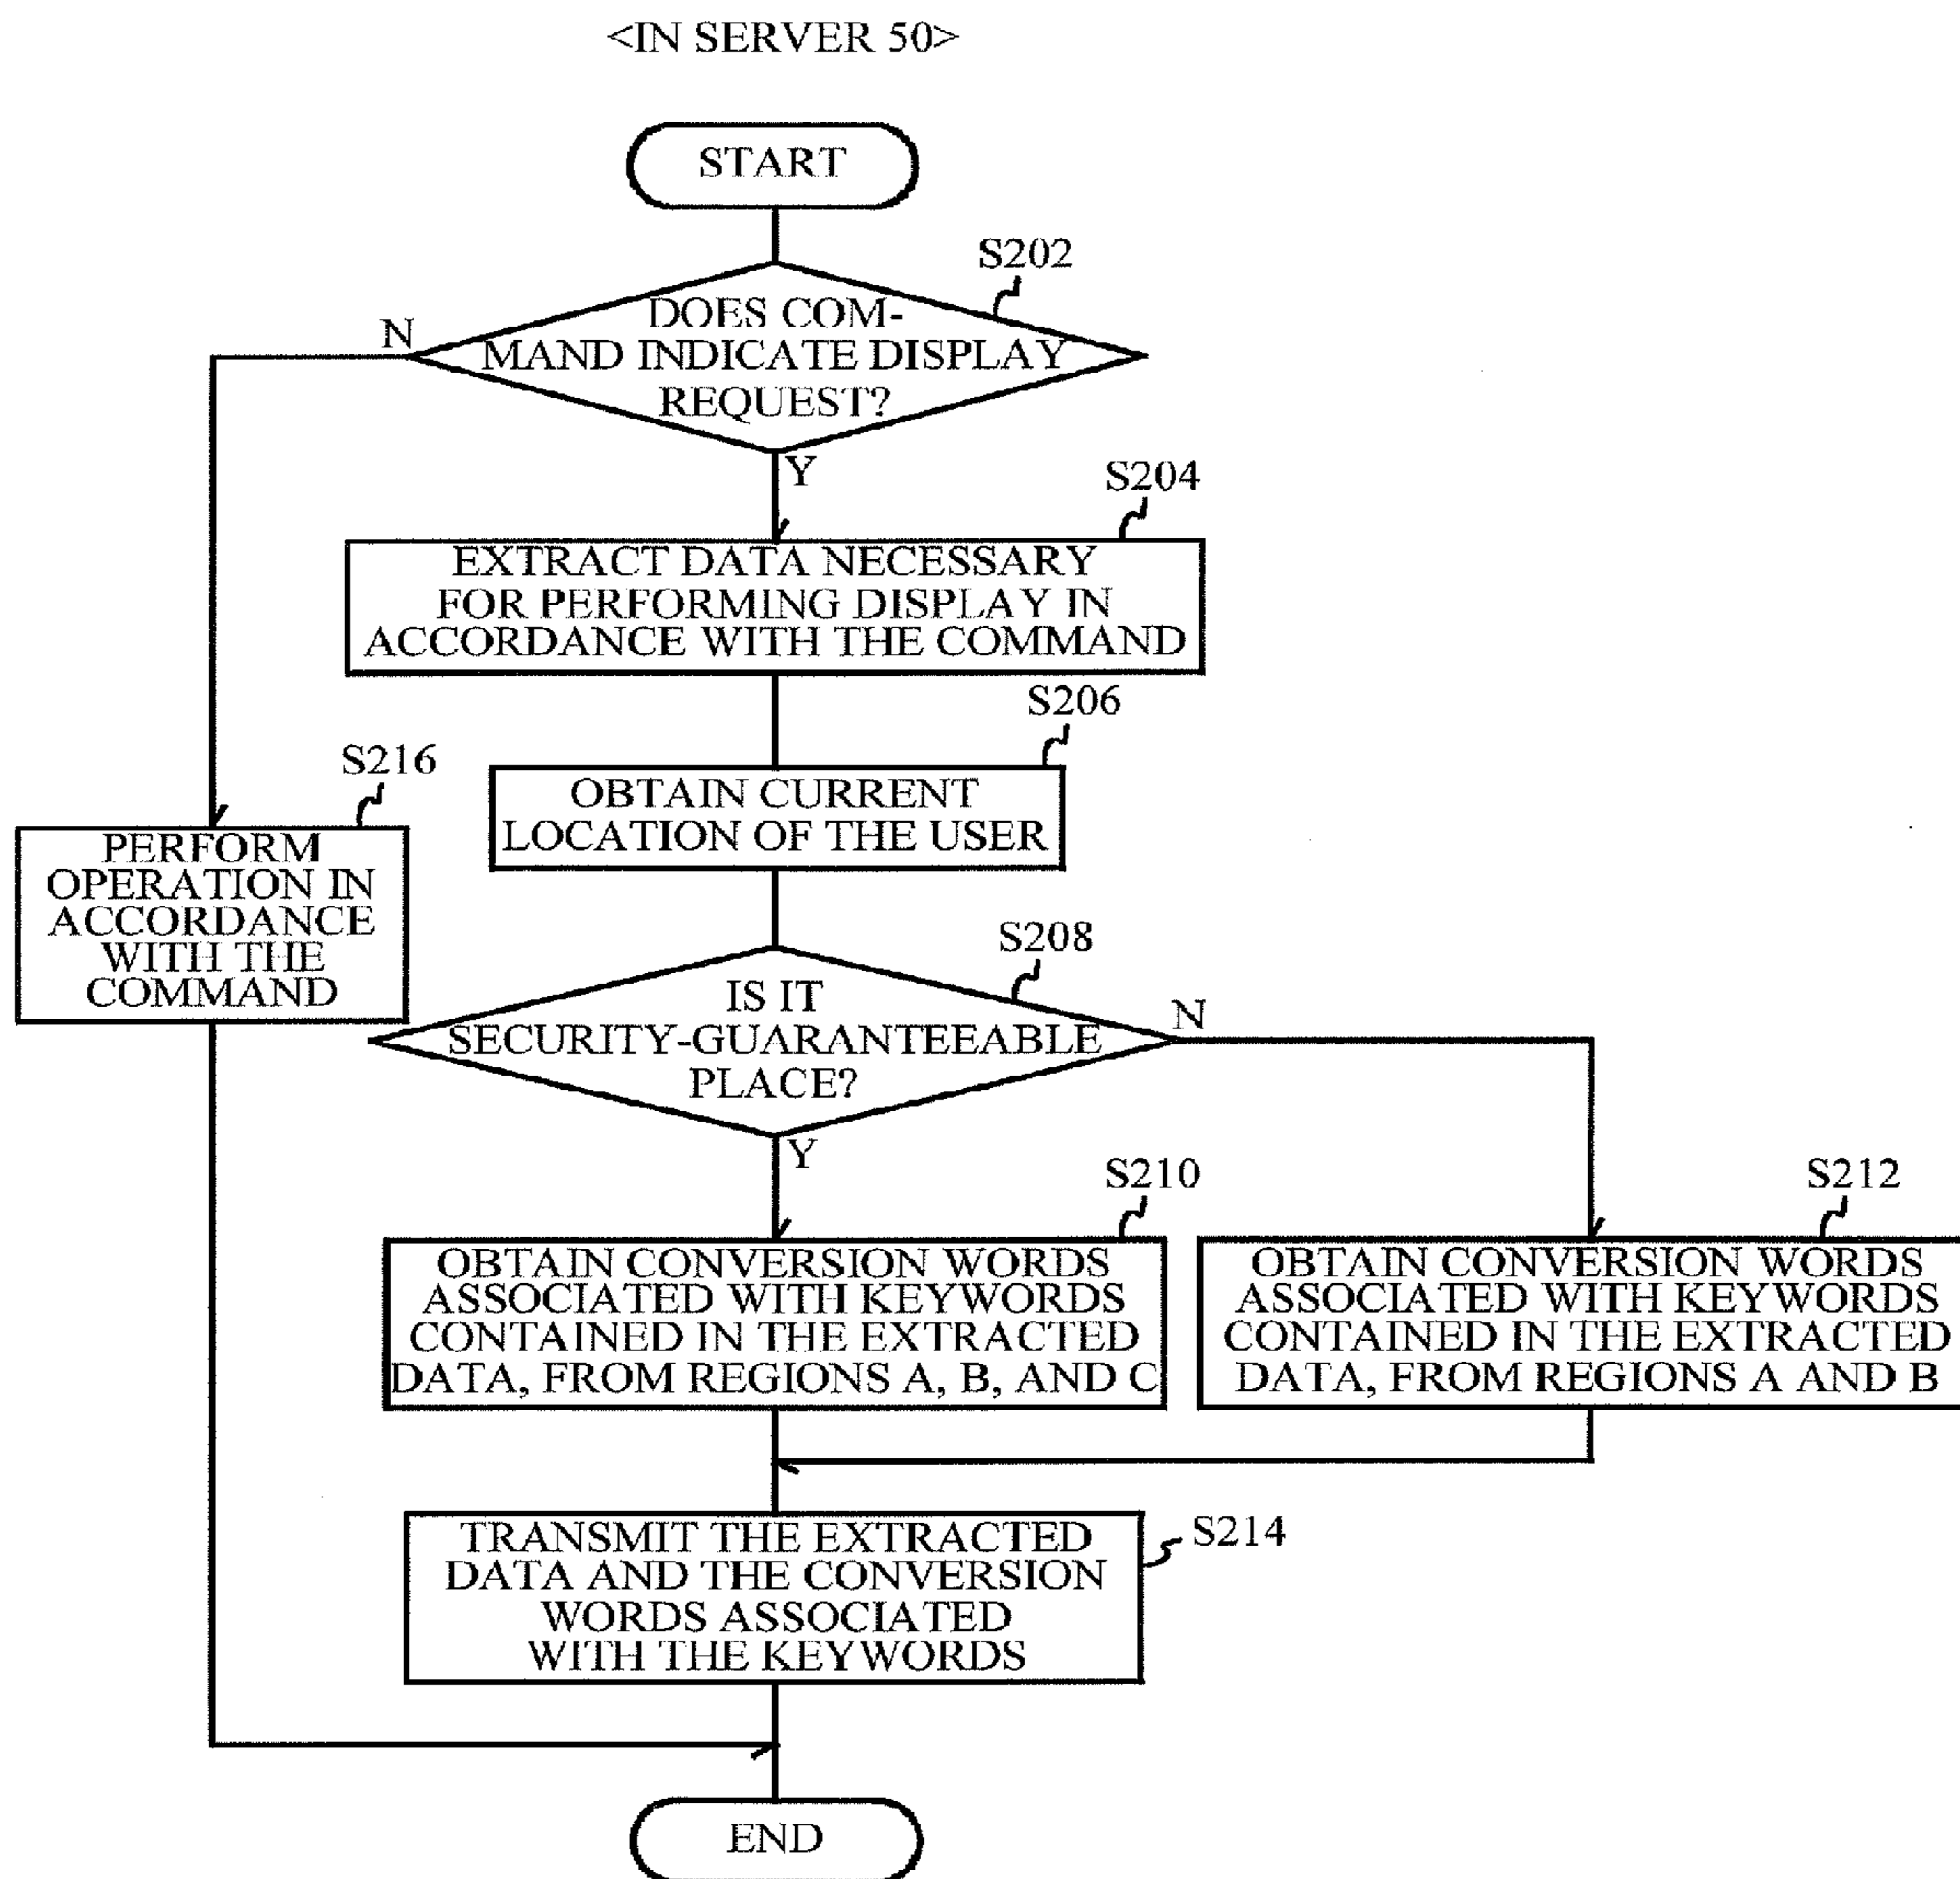 <IN SERVER 50>
START
S202
DOES COM-
MAND INDICATE DISPLAY
REQUEST?
N
Y
S204
EXTRACT DATA NECESSARY
FOR PERFORMING DISPLAY IN
ACCORDANCE WITH THE COMMAND
S206
OBTAIN CURRENT
LOCATION OF THE USER
S216
PERFORM
OPERATION IN
ACCORDANCE
WITH THE
COMMAND
S208
IS IT
SECURITY-GUARANTEEABLE
PLACE?
N
Y
S210
OBTAIN CONVERSION WORDS
ASSOCIATED WITH KEYWORDS
CONTAINED IN THE EXTRACTED
DATA, FROM REGIONS A, B, AND C
S212
OBTAIN CONVERSION WORDS
ASSOCIATED WITH KEYWORDS
CONTAINED IN THE EXTRACTED
DATA, FROM REGIONS A AND B
S214
TRANSMIT THE EXTRACTED
DATA AND THE CONVERSION
WORDS ASSOCIATED
WITH THE KEYWORDS
END